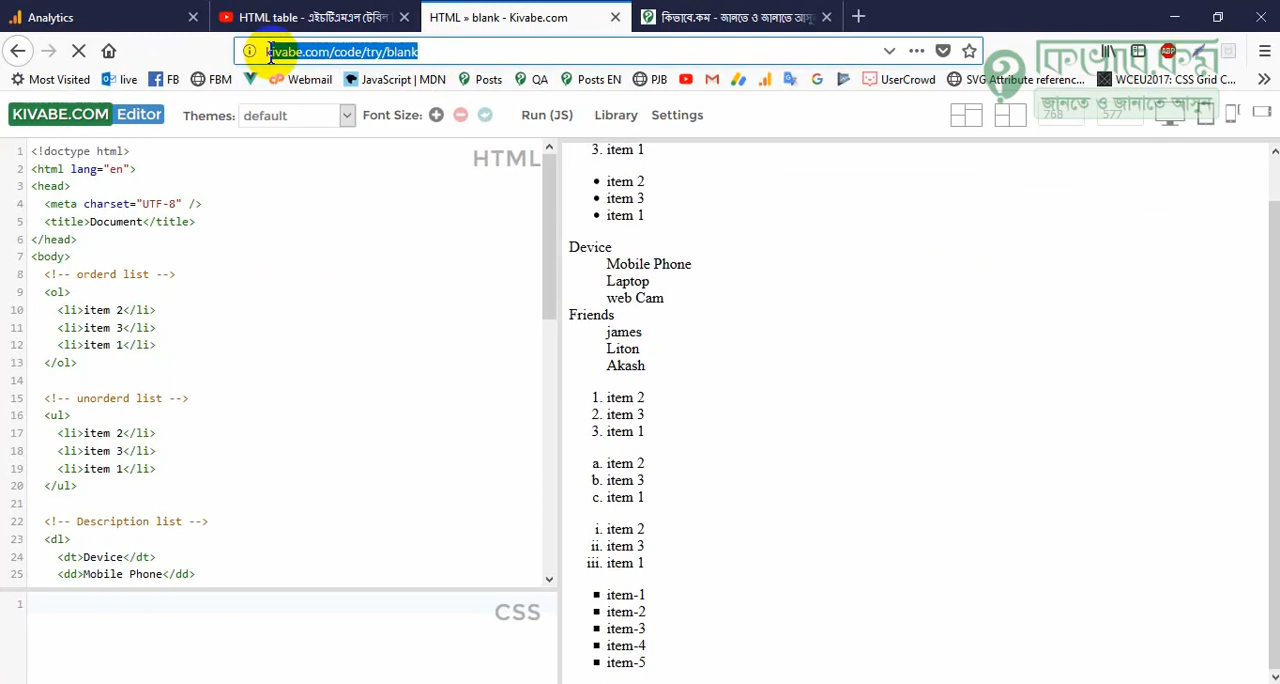 Analytics
HTML table - এইচটিএমএল (টেবিল
HTML » blank - Kivabe.com
কিভাবে.কম - জানতে ও জানাতে আসু
kivabe.com/code/try/blank
Most Visited live FB FBM Webmail JavaScript | MDN Posts QA Posts EN PJB UserCrowd SVG Attribute referenc... WCEU2017: CSS Grid C...
কিভাবে.কম
জানতে ও জানাতে আসুন
KIVABE.COM Editor Themes: default Font Size: Run (JS) Library Settings 768 577
HTML
1 <!doctype html>
2 <html lang="en">
3 <head>
4 <meta charset="UTF-8" />
5 <title>Document</title>
6 </head>
7 <body>
8 <!-- orderd list -->
9 <ol>
10 <li>item 2</li>
11 <li>item 3</li>
12 <li>item 1</li>
13 </ol>
14
15 <!-- unorderd list -->
16 <ul>
17 <li>item 2</li>
18 <li>item 3</li>
19 <li>item 1</li>
20 </ul>
21
22 <!-- Description list -->
23 <dl>
24 <dt>Device</dt>
25 <dd>Mobile Phone</dd>
1
CSS
3. item 1
• item 2
• item 3
• item 1
Device
Mobile Phone
Laptop
web Cam
Friends
james
Liton
Akash
1. item 2
2. item 3
3. item 1
a. item 2
b. item 3
c. item 1
i. item 2
ii. item 3
iii. item 1
▪ item-1
▪ item-2
▪ item-3
▪ item-4
▪ item-5